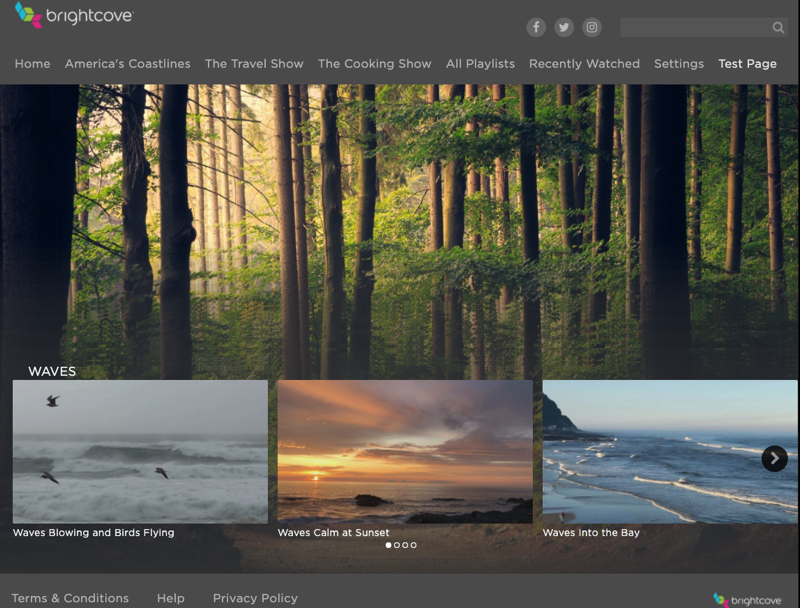 brightcove
Home America's Coastlines The Travel Show The Cooking Show All Playlists Recently Watched Settings Test Page
WAVES
Waves Blowing and Birds Flying Waves Calm at Sunset Waves Into the Bay
Terms & Conditions Help Privacy Policy brightcove